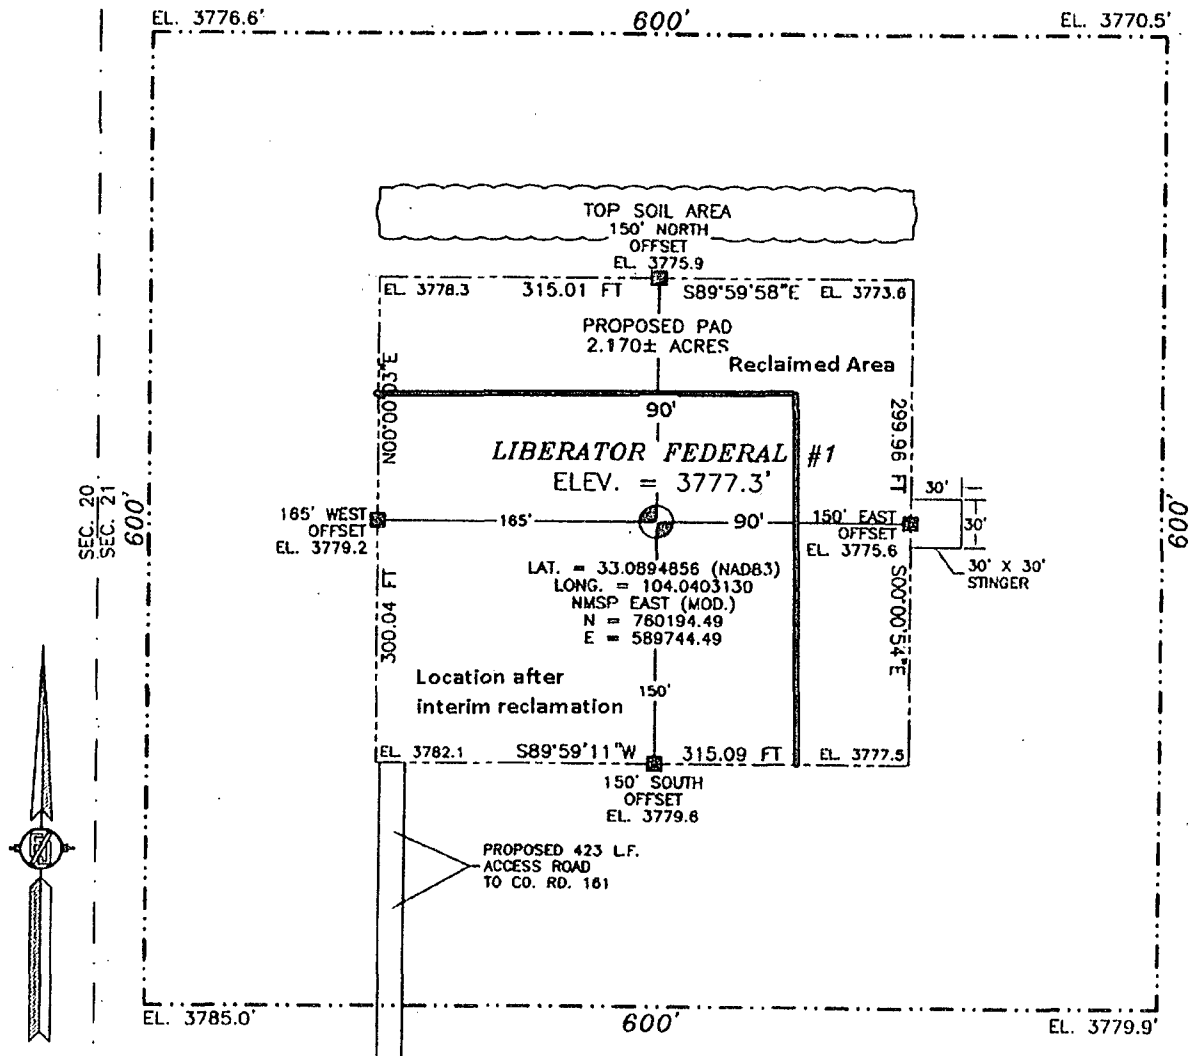 EL. 3776.6'
600'
EL. 3770.5'
TOP SOIL AREA
150' NORTH
OFFSET
EL. 3775.9
EL. 3778.3
315.01 FT
S89°59'58"E
EL. 3773.6
PROPOSED PAD
2.170± ACRES
Reclaimed Area
N00°00'03"E
90'
299.96 FT
LIBERATOR FEDERAL #1
ELEV. = 3777.3'
SEC. 20
SEC. 21
600'
165' WEST
OFFSET
EL. 3779.2
165'
90'
150' EAST
OFFSET
EL. 3775.6
30'
30'
30' X 30'
STINGER
600'
LAT. = 33.0894856 (NAD83)
LONG. = 104.0403130
NMSP EAST (MOD.)
N = 760194.49
E = 589744.49
300.04 FT
S00°00'54"E
Location after
interim reclamation
150'
EL. 3782.1
S89°59'11"W
315.09 FT
EL. 3777.5
150' SOUTH
OFFSET
EL. 3779.6
PROPOSED 423 L.F.
ACCESS ROAD
TO CO. RD. 161
EL. 3785.0'
600'
EL. 3779.9'